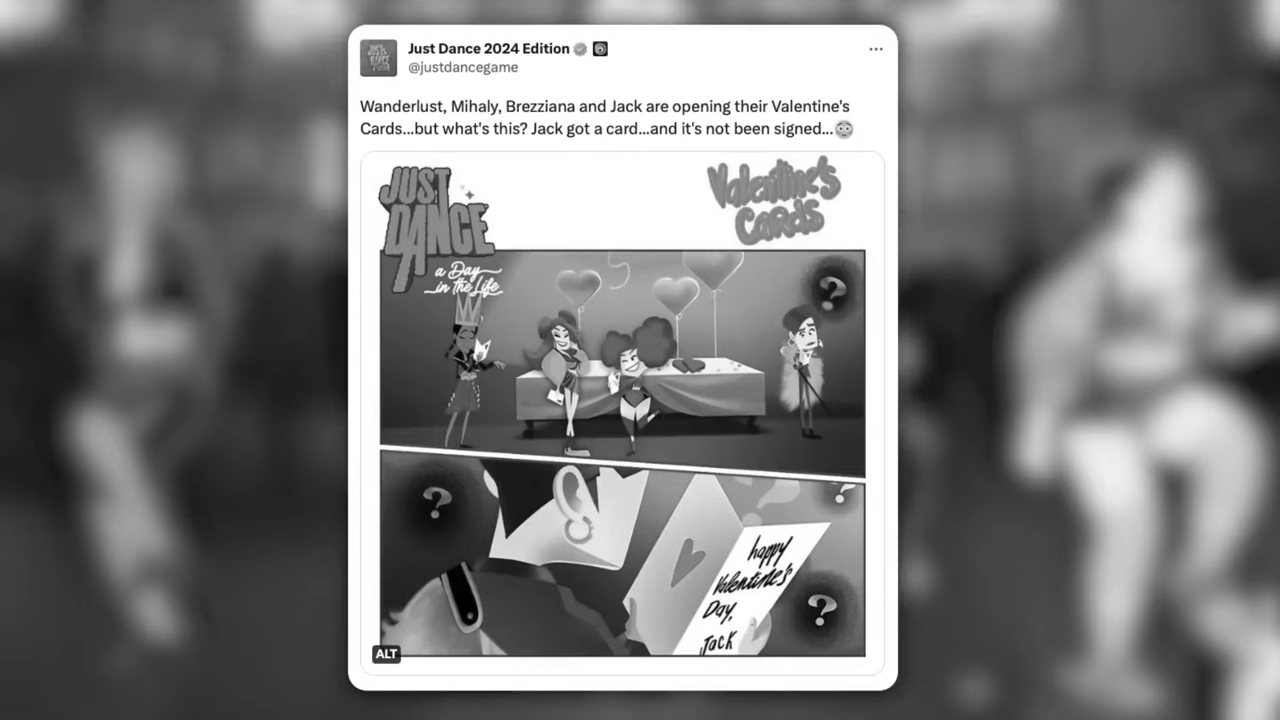 Just Dance 2024 Edition
@justdancegame
Wanderlust, Mihaly, Brezziana and Jack are opening their Valentine's
Cards...but what's this? Jack got a card...and it's not been signed...😳
JUST
DANCE
a Day
in the Life
Valentine's
Cards
?
?
?
?
happy
Valentine's
Day,
Jack
ALT